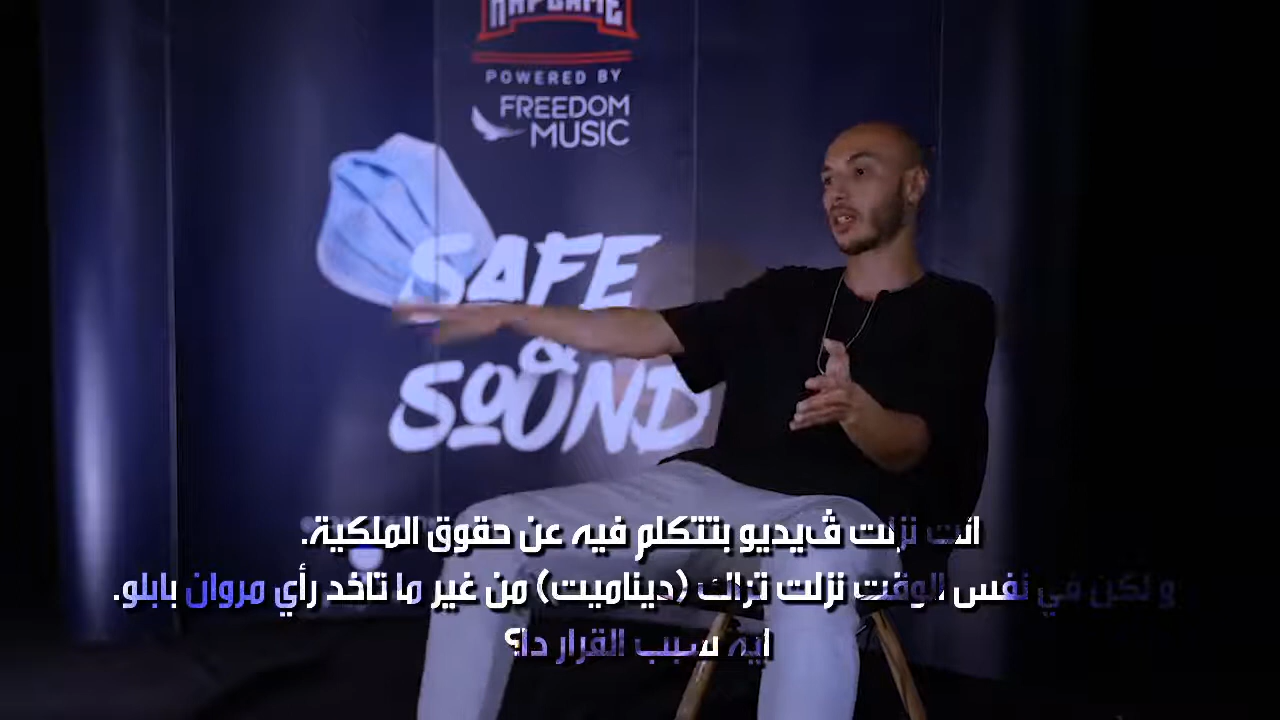 RAPGAME
POWERED BY
FREEDOM
MUSIC
SAFE
&
SOUND
انت نزلت ڤيديو بتتكلم فيه عن حقوق الملكية.
و لكن في نفس الوقت نزلت تراك (ديناميت) من غير ما تاخد رأي مروان بابلو.
ايه سبب القرار دا؟